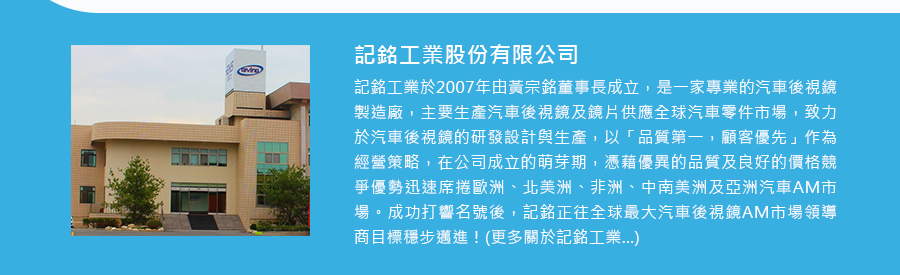 記銘工業股份有限公司
記銘工業於2007年由黃宗銘董事長成立，是一家專業的汽車後視鏡
製造廠，主要生產汽車後視鏡及鏡片供應全球汽車零件市場，致力
於汽車後視鏡的研發設計與生產，以「品質第一，顧客優先」作為
經營策略，在公司成立的萌芽期，憑藉優異的品質及良好的價格競
爭優勢迅速席捲歐洲、北美洲、非洲、中南美洲及亞洲汽車AM市
場。成功打響名號後，記銘正往全球最大汽車後視鏡AM市場領導
商目標穩步邁進！(更多關於記銘工業...)